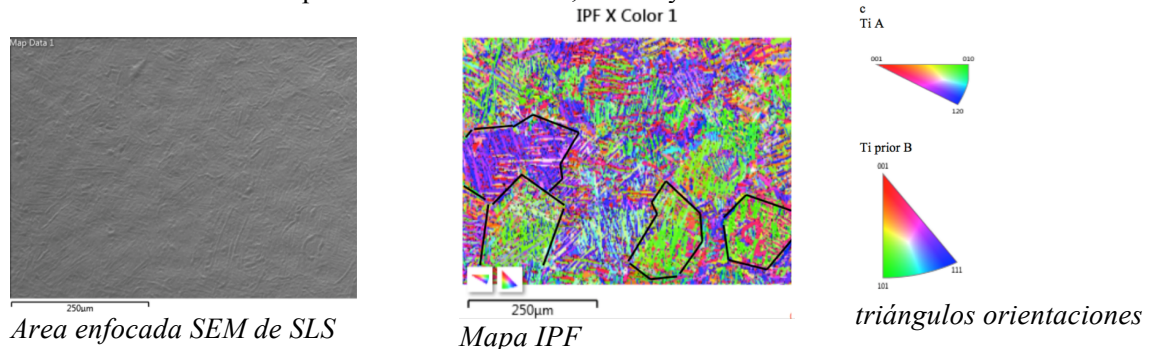 IPF X Color 1
Map Data 1
250µm
Area enfocada SEM de SLS
250µm
Mapa IPF
c
Ti A
001
010
120
Ti prior B
001
111
101
triángulos orientaciones